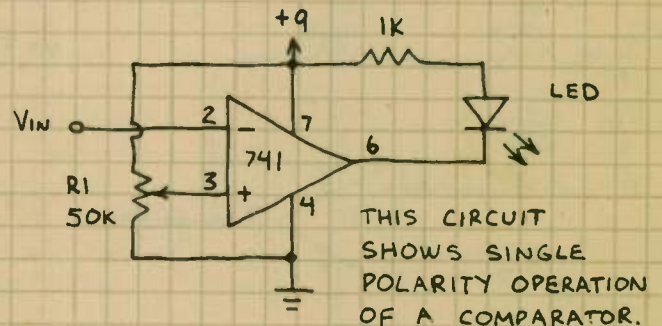 +9
1K
LED
VIN
2
-
7
741
6
R1
50K
3
+
4
THIS CIRCUIT
SHOWS SINGLE
POLARITY OPERATION
OF A COMPARATOR.